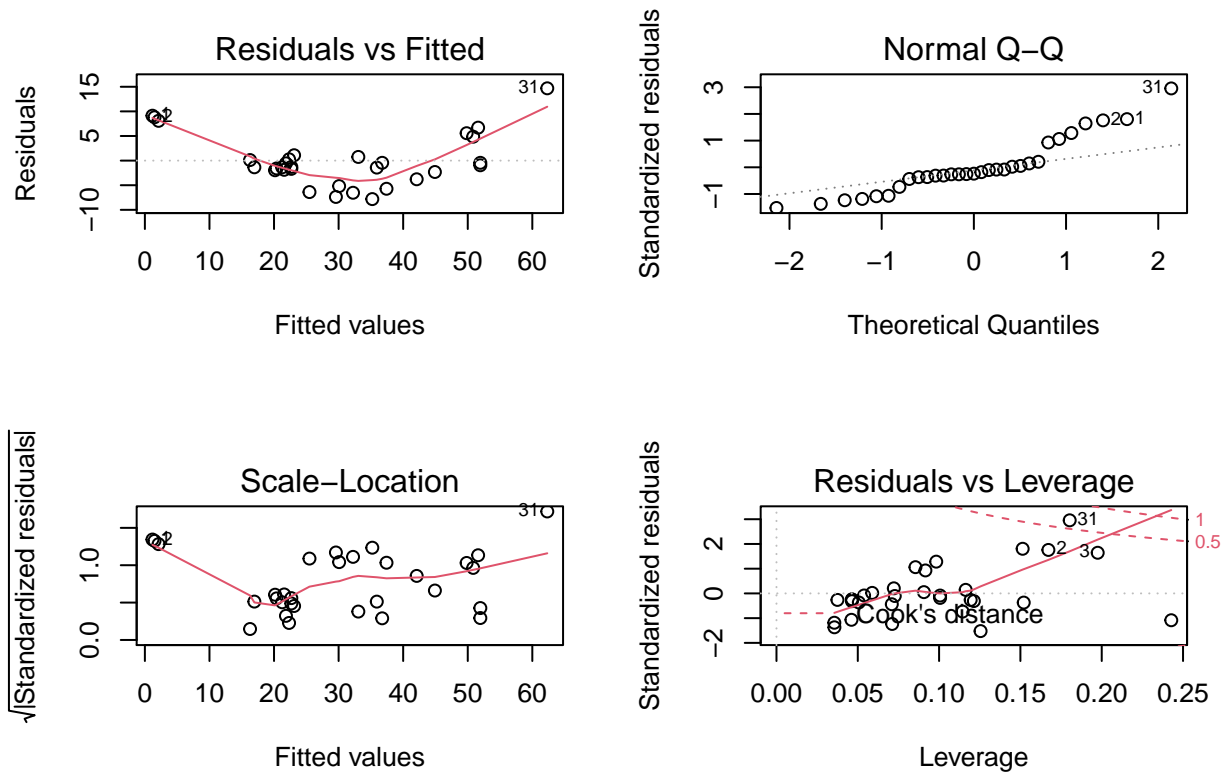 Residuals vs Fitted
Residuals
15
5
−10
31
1
2
0 10 20 30 40 50 60
Fitted values
Normal Q−Q
Standardized residuals
3
1
−1
31
2 1
−2 −1 0 1 2
Theoretical Quantiles
Scale−Location
√|Standardized residuals|
1.0
0.0
31
1
2
0 10 20 30 40 50 60
Fitted values
Residuals vs Leverage
Standardized residuals
2
0
−2
31
2 3
1
0.5
Cook's distance
0.00 0.05 0.10 0.15 0.20 0.25
Leverage